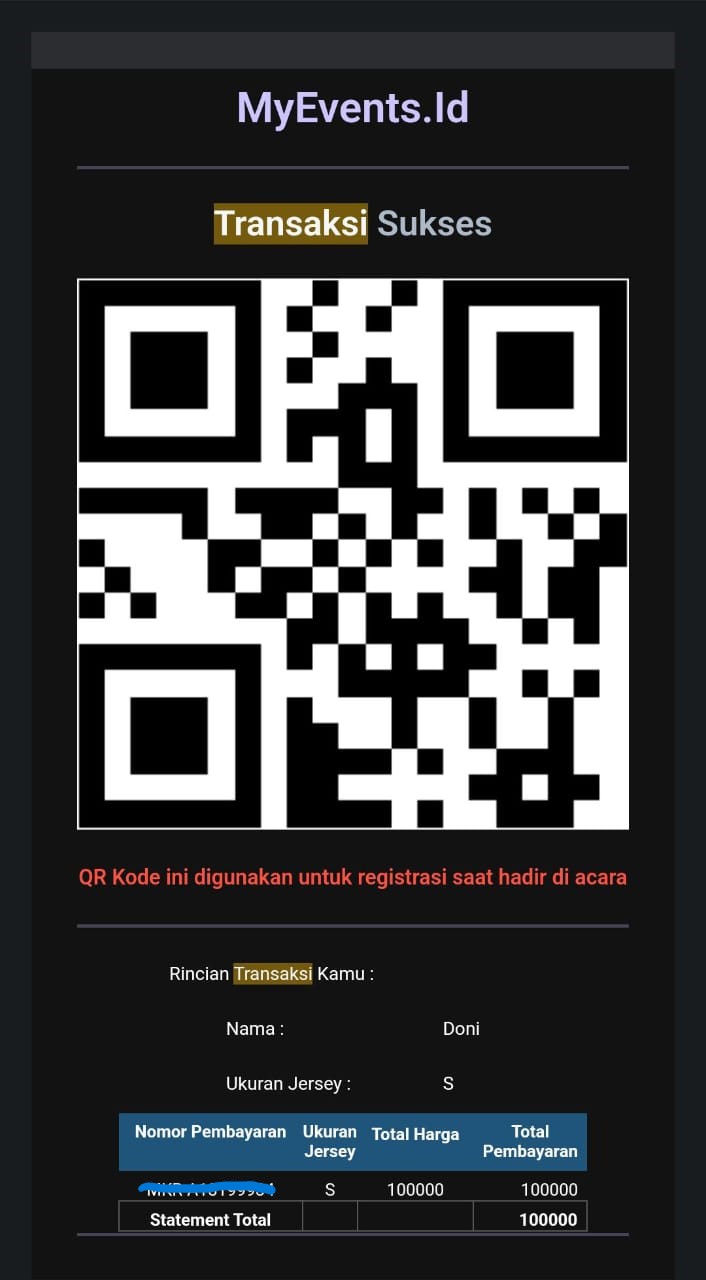 MyEvents.Id
Transaksi Sukses
QR Kode ini digunakan untuk registrasi saat hadir di acara
Rincian Transaksi Kamu :
Nama : Doni
Ukuran Jersey : S
Nomor Pembayaran Ukuran Jersey Total Harga Total Pembayaran
S 100000 100000
Statement Total 100000